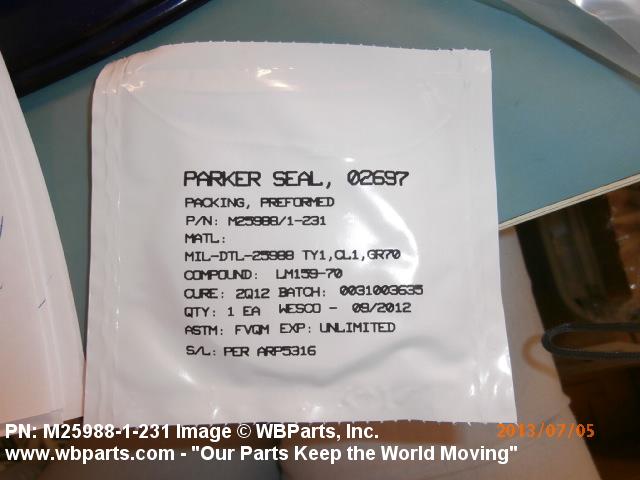 PARKER SEAL, 02697
PACKING, PREFORMED
P/N: M25988/1-231
MATL:
MIL-DTL-25988 TY1,CL1,GR70
COMPOUND: LM159-70
CURE: 2Q12 BATCH: 0031003635
QTY: 1 EA WESCO - 09/2012
ASTM: FVQM EXP: UNLIMITED
S/L: PER ARP5316
PN: M25988-1-231 Image © WBParts, Inc.
2013/07/05
www.wbparts.com - "Our Parts Keep the World Moving"